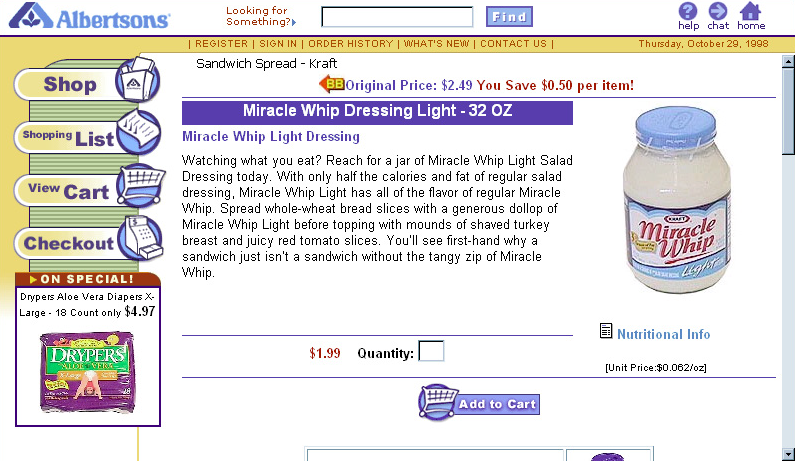 Albertsons
Looking for
Something?
Find
help chat home
| REGISTER | SIGN IN | ORDER HISTORY | WHAT'S NEW | CONTACT US |
Thursday, October 29, 1998
Shop
Shopping List
View Cart
Checkout
ON SPECIAL!
Drypers Aloe Vera Diapers X-
Large - 18 Count only $4.97
DRYPERS
ALOE VERA
Sandwich Spread - Kraft
BB Original Price: $2.49 You Save $0.50 per item!
Miracle Whip Dressing Light - 32 OZ
Miracle Whip Light Dressing
Watching what you eat? Reach for a jar of Miracle Whip Light Salad
Dressing today. With only half the calories and fat of regular salad
dressing, Miracle Whip Light has all of the flavor of regular Miracle
Whip. Spread whole-wheat bread slices with a generous dollop of
Miracle Whip Light before topping with mounds of shaved turkey
breast and juicy red tomato slices. You'll see first-hand why a
sandwich just isn't a sandwich without the tangy zip of Miracle
Whip.
KRAFT
Miracle
Whip
Light
$1.99 Quantity:
Nutritional Info
[Unit Price:$0.062/oz]
Add to Cart